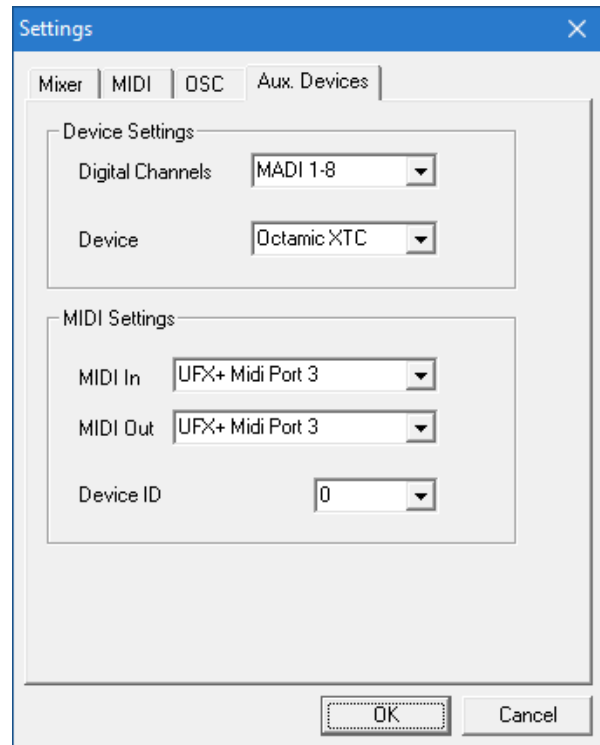 Settings
Mixer MIDI OSC Aux. Devices
Device Settings
Digital Channels MADI 1-8
Device Octamic XTC
MIDI Settings
MIDI In UFX+ Midi Port 3
MIDI Out UFX+ Midi Port 3
Device ID 0
OK Cancel